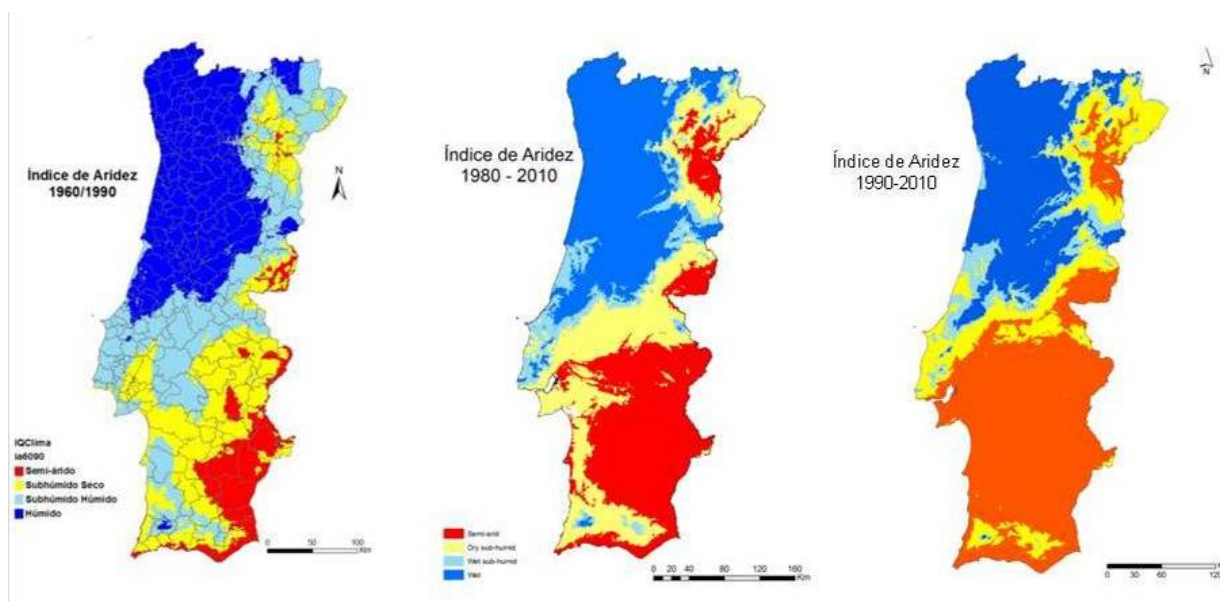 Índice de Aridez
1960/1990
N
IQClima
Ia6090
Semi-árido
Subhúmido Seco
Subhúmido Húmido
Húmido
0 50 100
Km
Índice de Aridez
1980 - 2010
Semi-arid
Dry sub-humid
Wet sub-humid
Wet
0 20 40 80 120 160
Km
Índice de Aridez
1990-2010
N
0 30 60 120